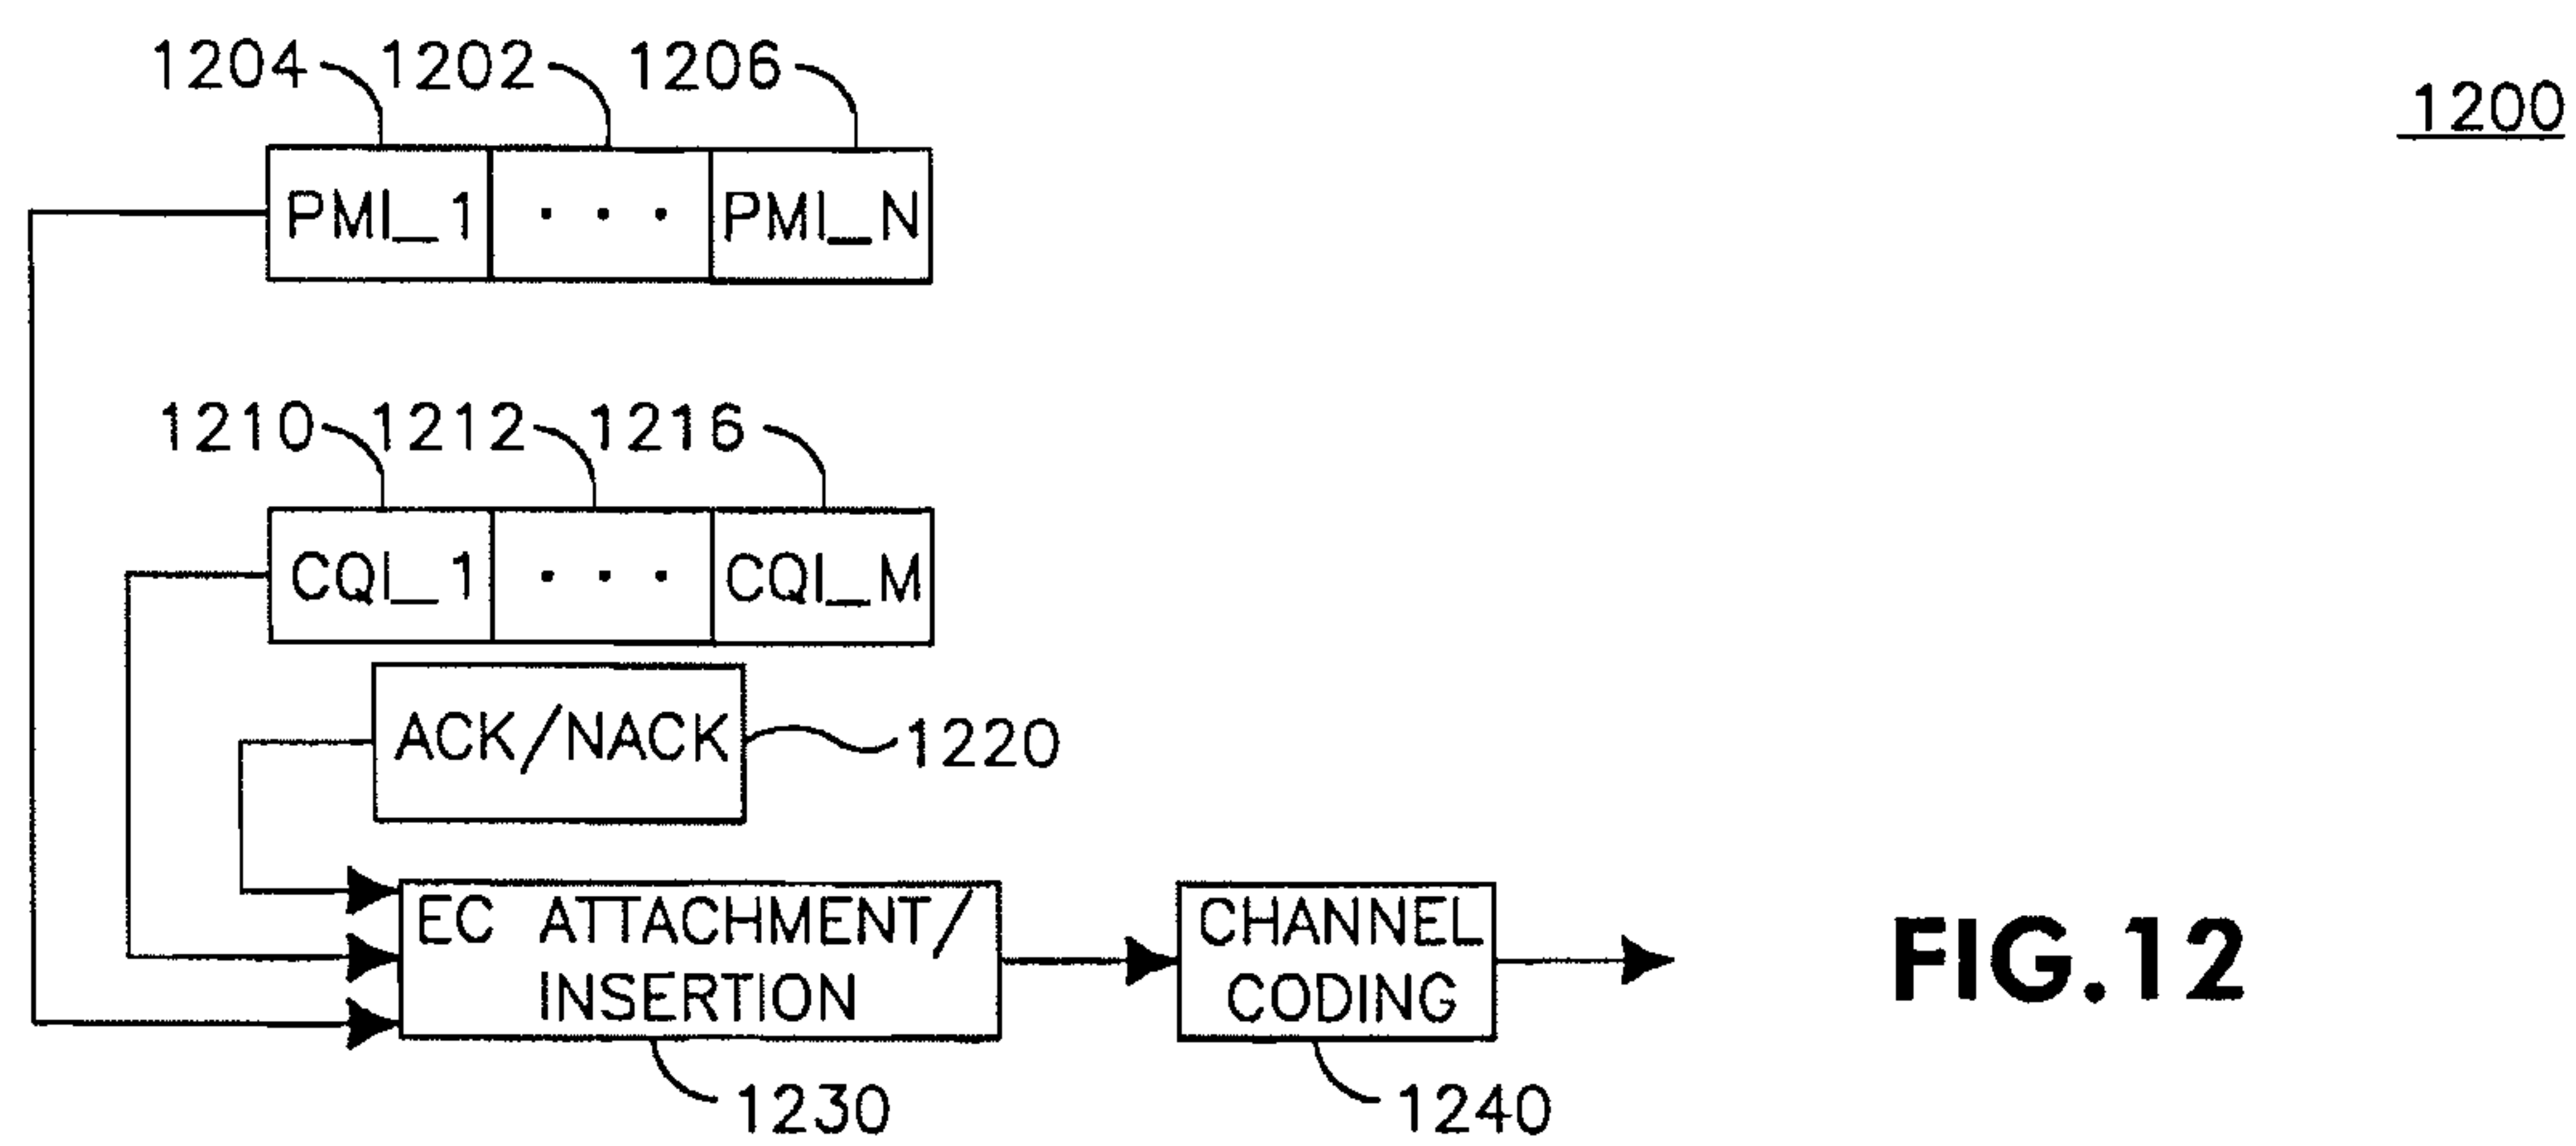 1204 1202 1206
1200
PMI_1 ... PMI_N
1210 1212 1216
CQI_1 ... CQI_M
ACK/NACK
1220
EC ATTACHMENT/
INSERTION
CHANNEL
CODING
FIG.12
1230
1240